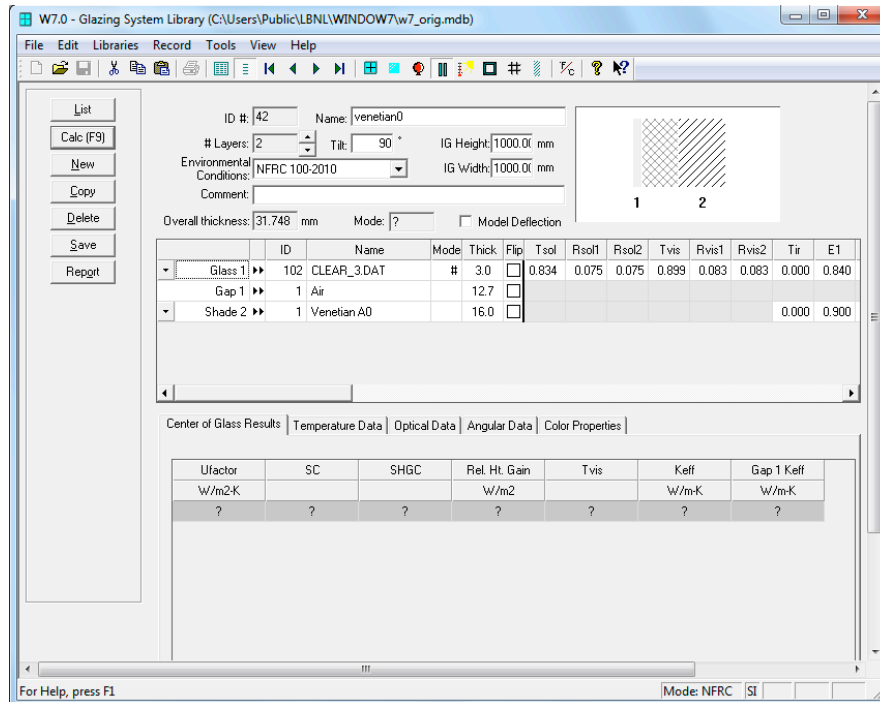 W7.0 - Glazing System Library (C:\Users\Public\LBNL\WINDOW7\w7_orig.mdb)
File Edit Libraries Record Tools View Help
List
Calc (F9)
New
Copy
Delete
Save
Report
ID #: 42 Name: venetian0
# Layers: 2 Tilt: 90 ° IG Height: 1000.00 mm
Environmental Conditions: NFRC 100-2010 IG Width: 1000.00 mm
Comment:
Overall thickness: 31.748 mm Mode: ? Model Deflection
1 2
ID Name Mode Thick Flip Tsol Rsol1 Rsol2 Tvis Rvis1 Rvis2 Tir E1
Glass 1 102 CLEAR_3.DAT # 3.0 0.834 0.075 0.075 0.899 0.083 0.083 0.000 0.840
Gap 1 1 Air 12.7
Shade 2 1 Venetian A0 16.0 0.000 0.900
Center of Glass Results Temperature Data Optical Data Angular Data Color Properties
Ufactor SC SHGC Rel. Ht. Gain Tvis Keff Gap 1 Keff
W/m2-K W/m2 W/m-K W/m-K
? ? ? ? ? ? ?
For Help, press F1 Mode: NFRC SI